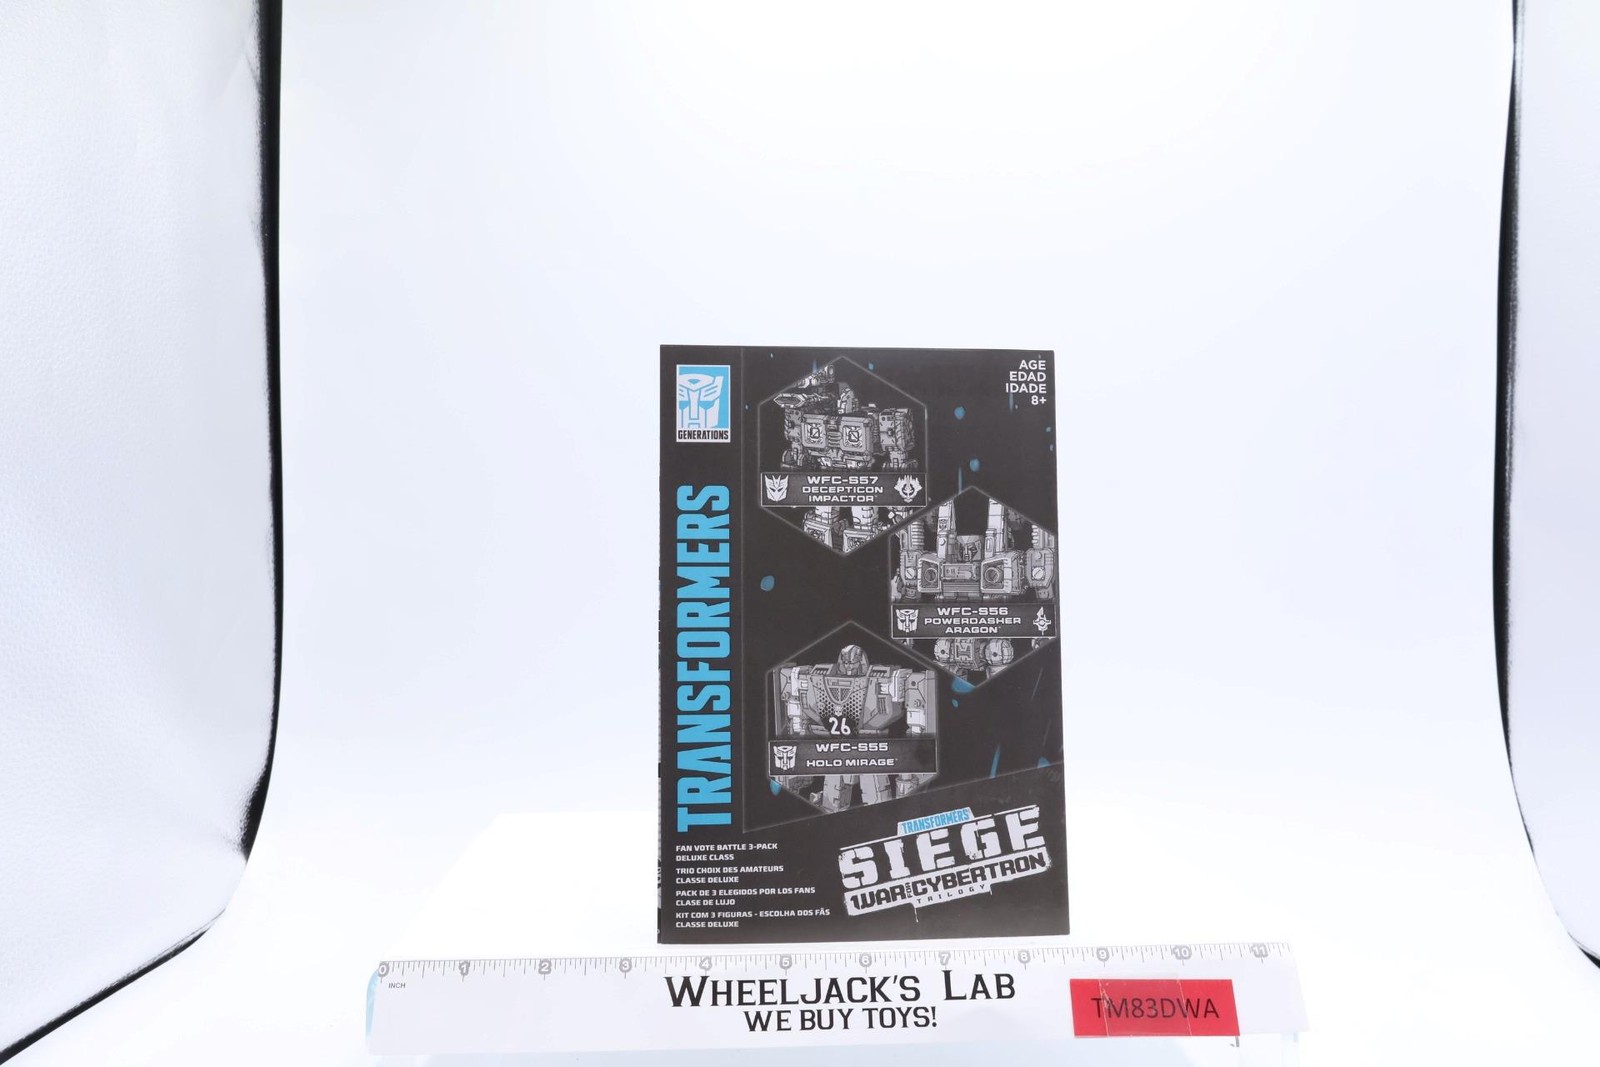 GENERATIONS
TRANSFORMERS
AGE
EDAD
IDADE
8+
WFC-S57
DECEPTICON
IMPACTOR™
WFC-S56
POWERDASHER
ARAGON™
26
WFC-S55
HOLO MIRAGE™
FAN VOTE BATTLE 3-PACK
DELUXE CLASS
TRIO CHOIX DES AMATEURS
CLASSE DELUXE
PACK DE 3 ELEGIDOS POR LOS FANS
CLASE DE LUJO
KIT COM 3 FIGURAS - ESCOLHA DOS FÃS
CLASSE DELUXE
TRANSFORMERS
SIEGE
WAR FOR CYBERTRON
TRILOGY
0 1 2 3 4 5 6 7 8 9 10 11
INCH
WHEELJACK'S LAB
WE BUY TOYS!
TM83DWA